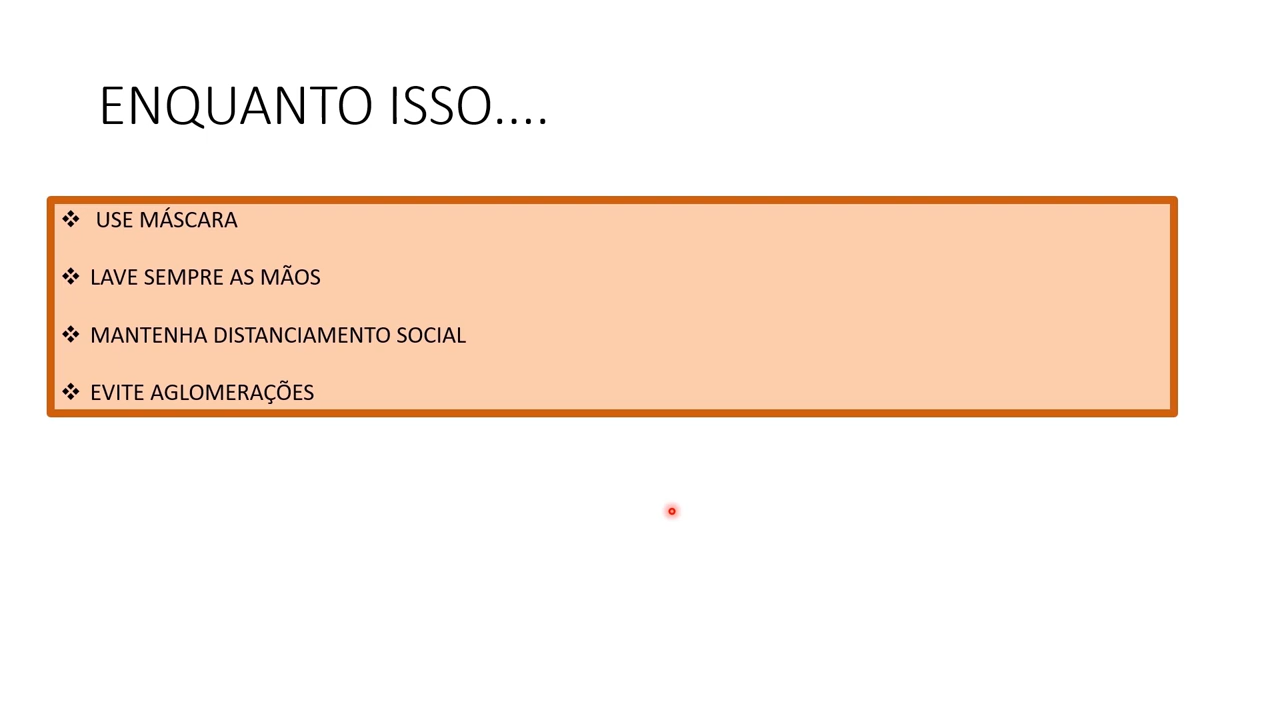 ENQUANTO ISSO....
❖ USE MÁSCARA
❖ LAVE SEMPRE AS MÃOS
❖ MANTENHA DISTANCIAMENTO SOCIAL
❖ EVITE AGLOMERAÇÕES